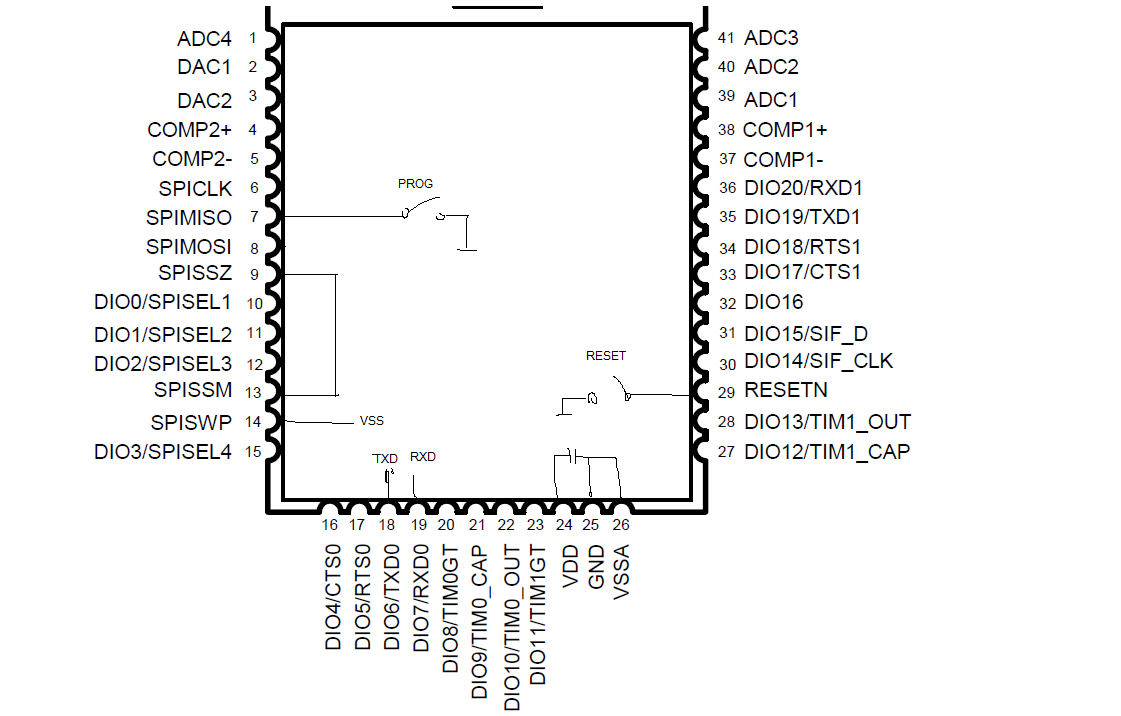 ADC4 1
DAC1 2
DAC2 3
COMP2+ 4
COMP2- 5
SPICLK 6
SPIMISO 7
SPIMOSI 8
SPISSZ 9
DIO0/SPISEL1 10
DIO1/SPISEL2 11
DIO2/SPISEL3 12
SPISSM 13
SPISWP 14
DIO3/SPISEL4 15
PROG
RESET
VSS
TXD RXD
41 ADC3
40 ADC2
39 ADC1
38 COMP1+
37 COMP1-
36 DIO20/RXD1
35 DIO19/TXD1
34 DIO18/RTS1
33 DIO17/CTS1
32 DIO16
31 DIO15/SIF_D
30 DIO14/SIF_CLK
29 RESETN
28 DIO13/TIM1_OUT
27 DIO12/TIM1_CAP
16 17 18 19 20 21 22 23 24 25 26
DIO4/CTS0
DIO5/RTS0
DIO6/TXD0
DIO7/RXD0
DIO8/TIM0GT
DIO9/TIM0_CAP
DIO10/TIM0_OUT
DIO11/TIM1GT
VDD
GND
VSSA